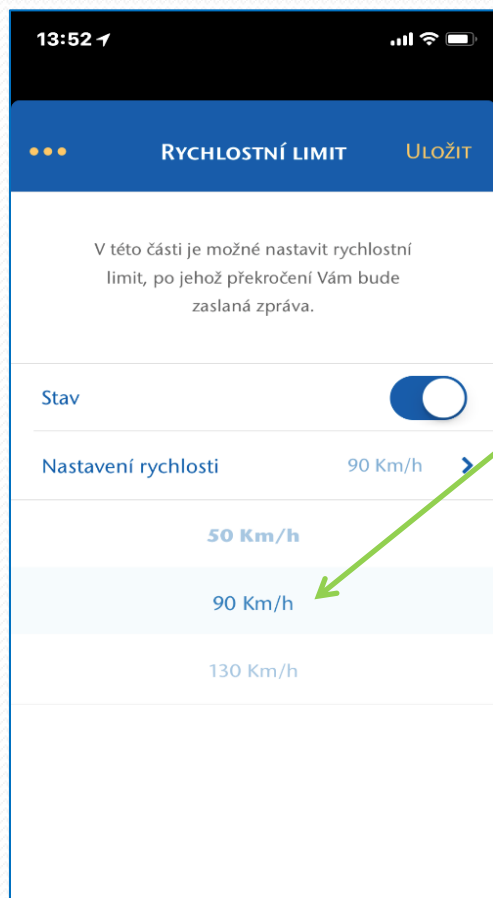 13:52
••• Rychlostní limit Uložit
V této části je možné nastavit rychlostní
limit, po jehož překročení Vám bude
zaslaná zpráva.
Stav
Nastavení rychlosti 90 Km/h
50 Km/h
90 Km/h
130 Km/h